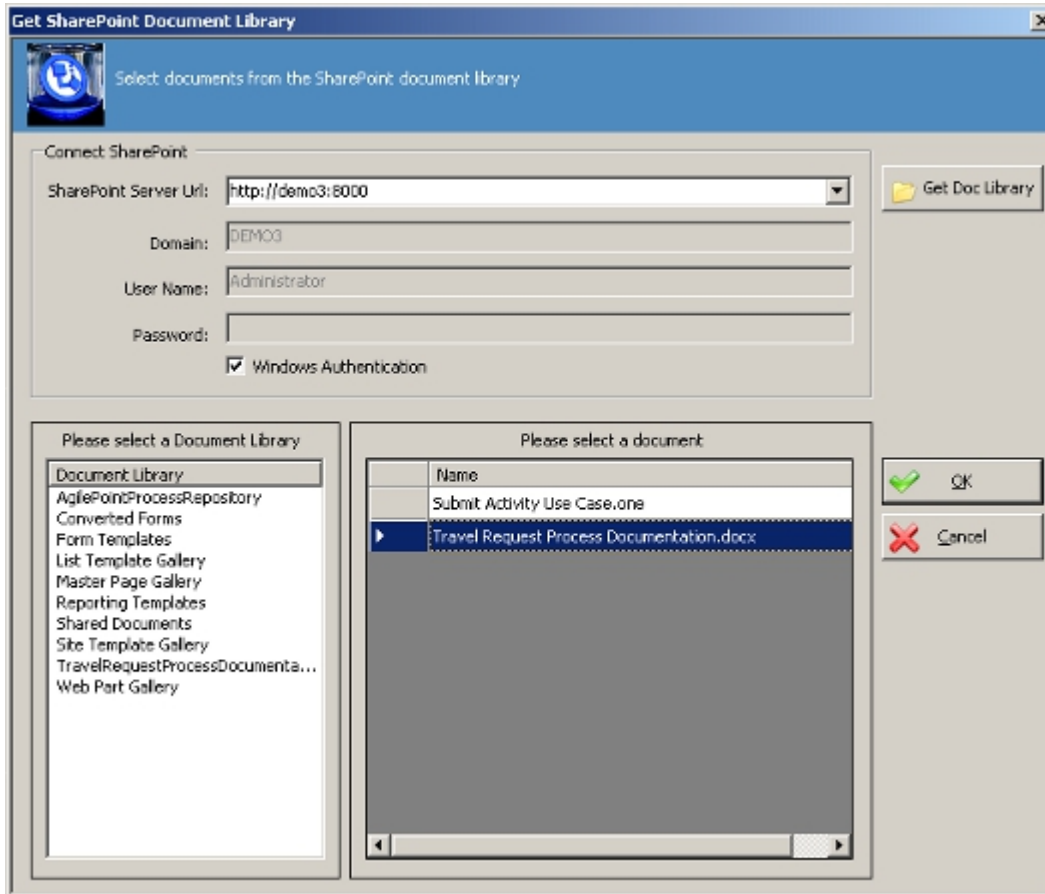 Get SharePoint Document Library
Select documents from the SharePoint document library
Connect SharePoint
SharePoint Server Url: http://demo3:8000
Get Doc Library
Domain: DEMO3
User Name: Administrator
Password:
Windows Authentication
Please select a Document Library
Document Library
AgilePointProcessRepository
Converted Forms
Form Templates
List Template Gallery
Master Page Gallery
Reporting Templates
Shared Documents
Site Template Gallery
TravelRequestProcessDocumenta...
Web Part Gallery
Please select a document
Name
Submit Activity Use Case.one
Travel Request Process Documentation.docx
OK
Cancel